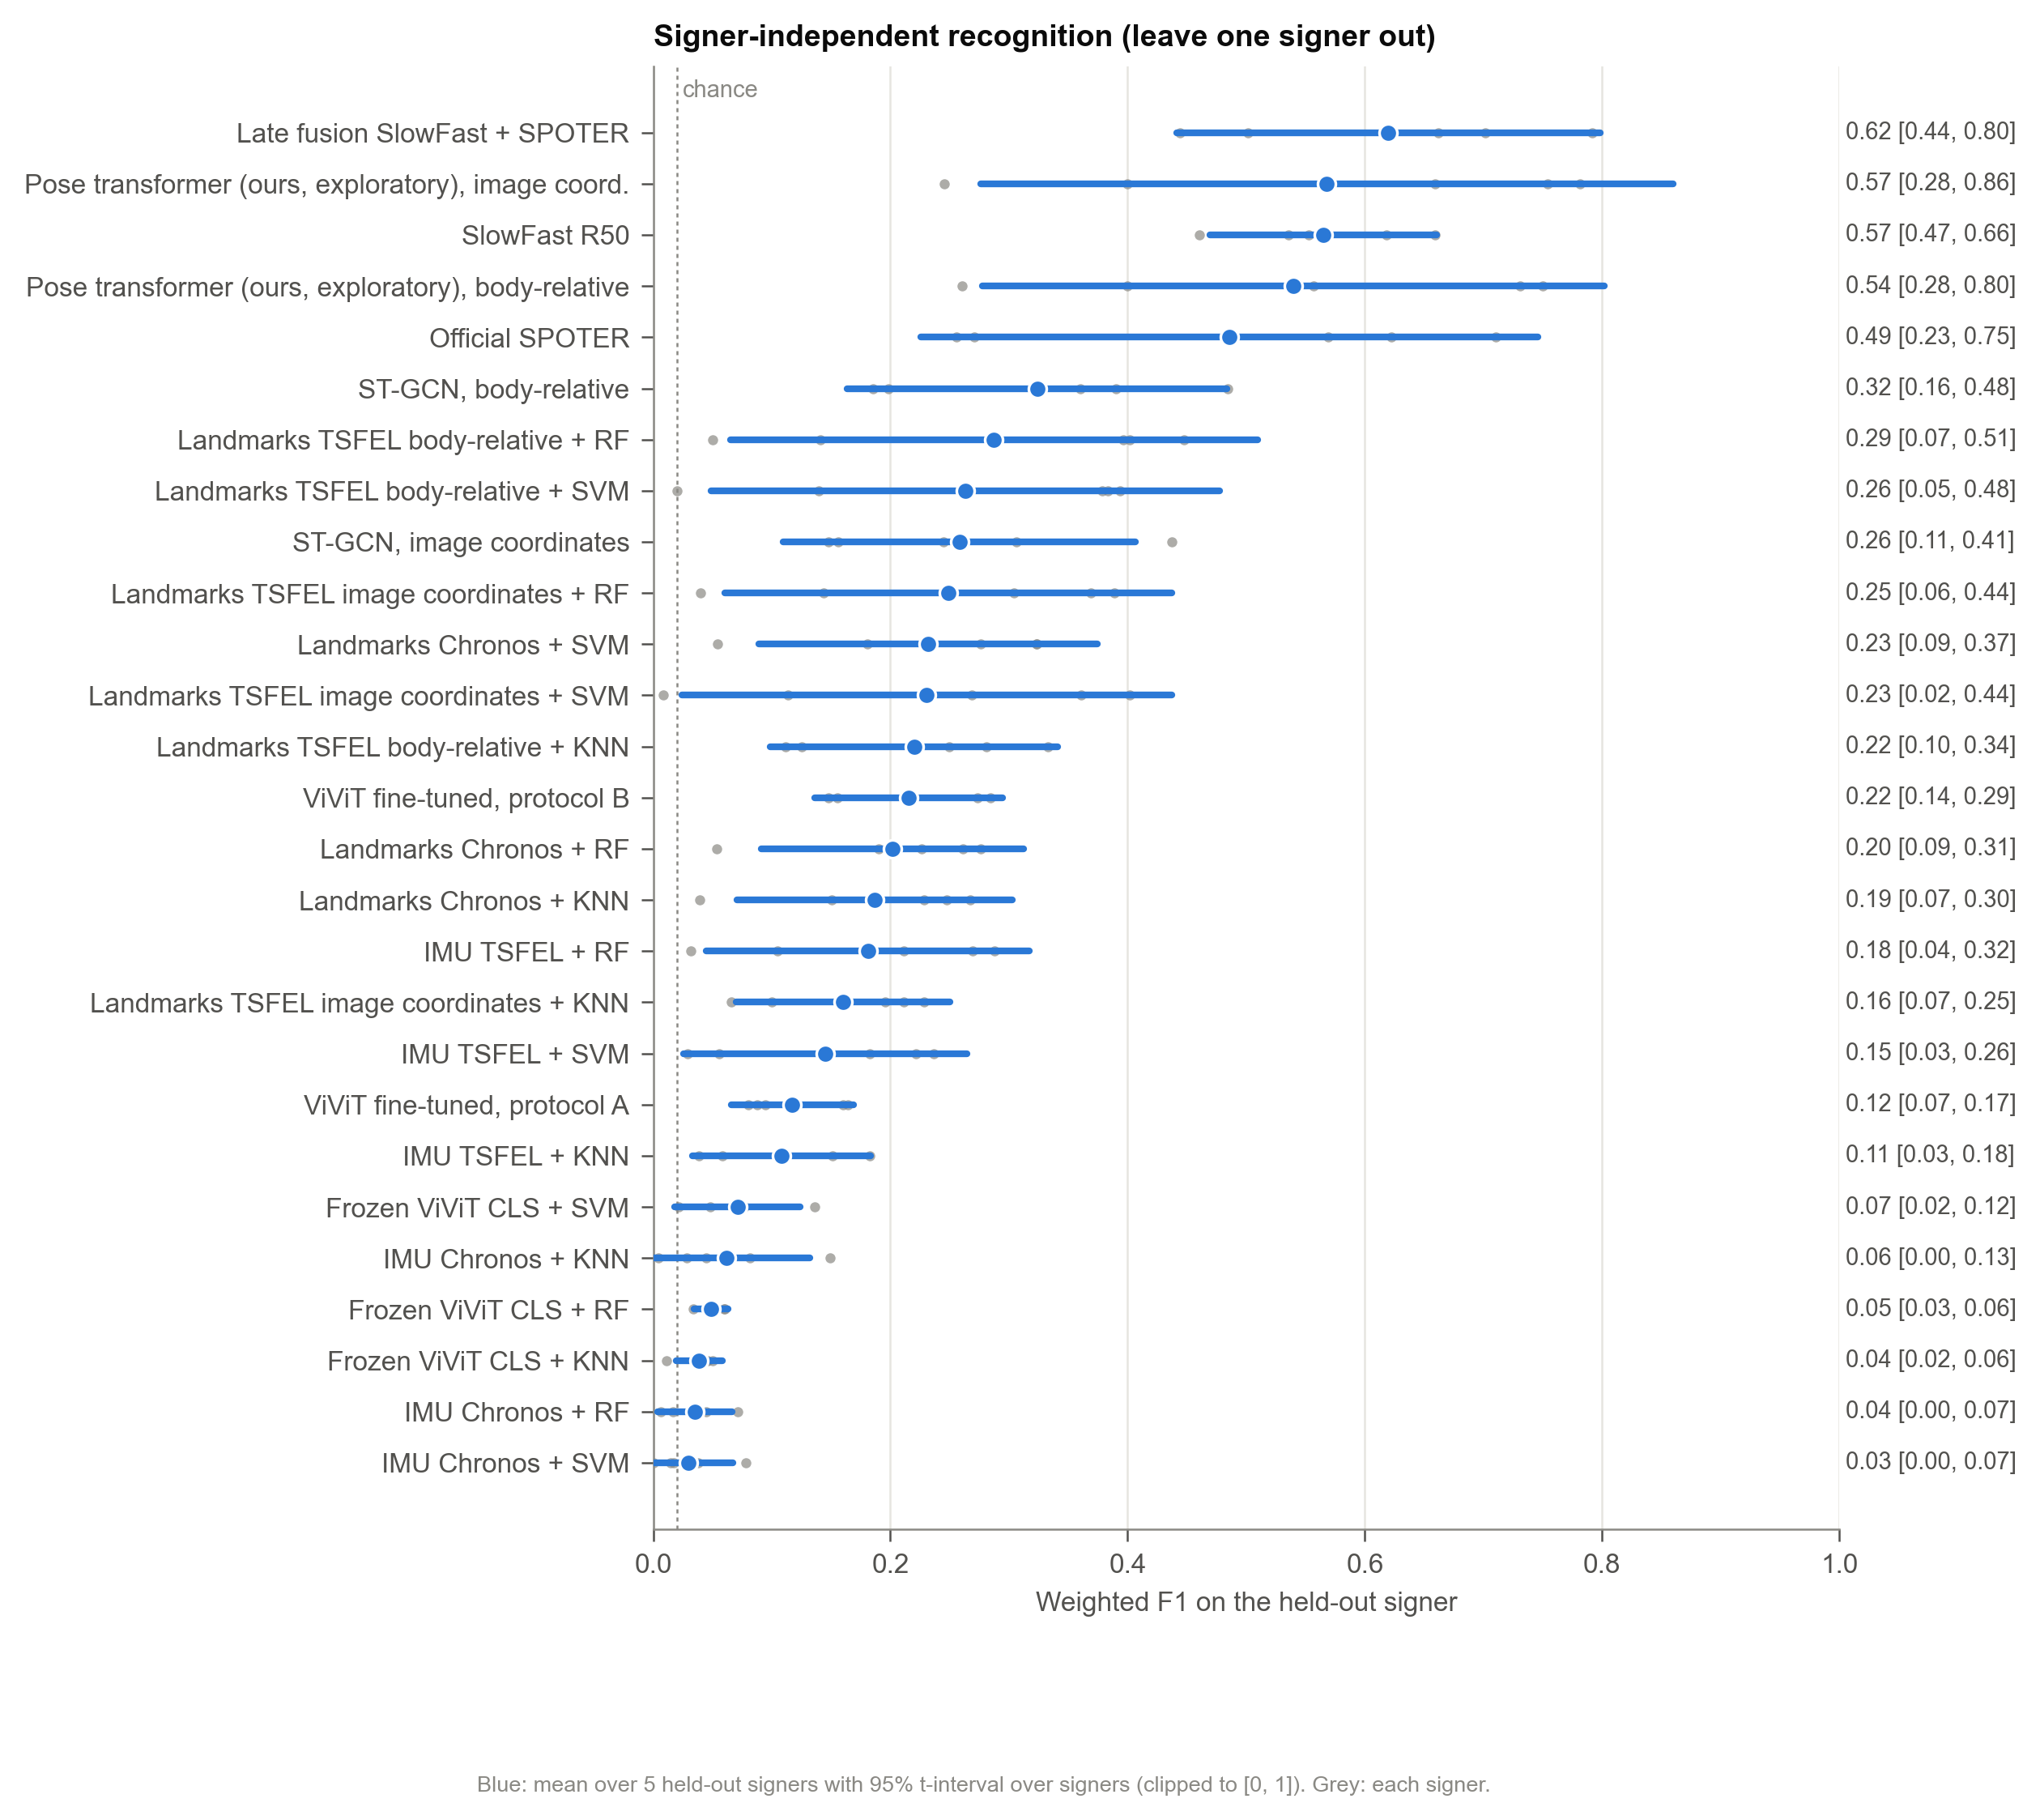 Signer-independent recognition (leave one signer out)
chance
Late fusion SlowFast + SPOTER 0.62 [0.44, 0.80]
Pose transformer (ours, exploratory), image coord. 0.57 [0.28, 0.86]
SlowFast R50 0.57 [0.47, 0.66]
Pose transformer (ours, exploratory), body-relative 0.54 [0.28, 0.80]
Official SPOTER 0.49 [0.23, 0.75]
ST-GCN, body-relative 0.32 [0.16, 0.48]
Landmarks TSFEL body-relative + RF 0.29 [0.07, 0.51]
Landmarks TSFEL body-relative + SVM 0.26 [0.05, 0.48]
ST-GCN, image coordinates 0.26 [0.11, 0.41]
Landmarks TSFEL image coordinates + RF 0.25 [0.06, 0.44]
Landmarks Chronos + SVM 0.23 [0.09, 0.37]
Landmarks TSFEL image coordinates + SVM 0.23 [0.02, 0.44]
Landmarks TSFEL body-relative + KNN 0.22 [0.10, 0.34]
ViViT fine-tuned, protocol B 0.22 [0.14, 0.29]
Landmarks Chronos + RF 0.20 [0.09, 0.31]
Landmarks Chronos + KNN 0.19 [0.07, 0.30]
IMU TSFEL + RF 0.18 [0.04, 0.32]
Landmarks TSFEL image coordinates + KNN 0.16 [0.07, 0.25]
IMU TSFEL + SVM 0.15 [0.03, 0.26]
ViViT fine-tuned, protocol A 0.12 [0.07, 0.17]
IMU TSFEL + KNN 0.11 [0.03, 0.18]
Frozen ViViT CLS + SVM 0.07 [0.02, 0.12]
IMU Chronos + KNN 0.06 [0.00, 0.13]
Frozen ViViT CLS + RF 0.05 [0.03, 0.06]
Frozen ViViT CLS + KNN 0.04 [0.02, 0.06]
IMU Chronos + RF 0.04 [0.00, 0.07]
IMU Chronos + SVM 0.03 [0.00, 0.07]
0.0 0.2 0.4 0.6 0.8 1.0
Weighted F1 on the held-out signer
Blue: mean over 5 held-out signers with 95% t-interval over signers (clipped to [0, 1]). Grey: each signer.